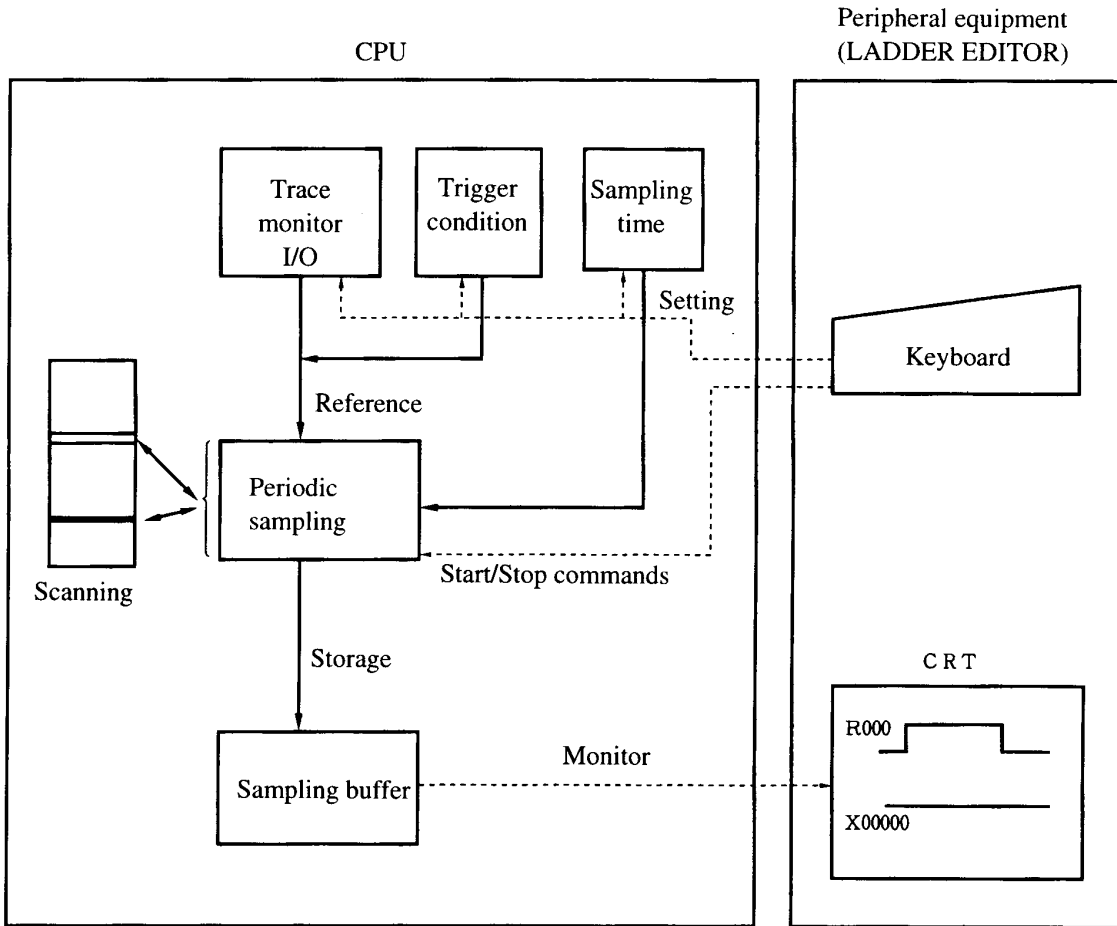 Peripheral equipment
(LADDER EDITOR)
CPU
Trace
monitor
I/O
Trigger
condition
Sampling
time
Setting
Keyboard
Reference
Periodic
sampling
Scanning
Start/Stop commands
Storage
CRT
R000
Monitor
Sampling buffer
X00000